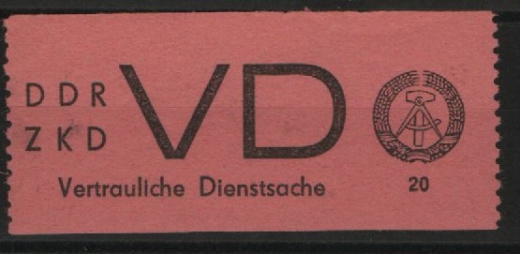 DDR
ZKD
VD
Vertrauliche Dienstsache
20